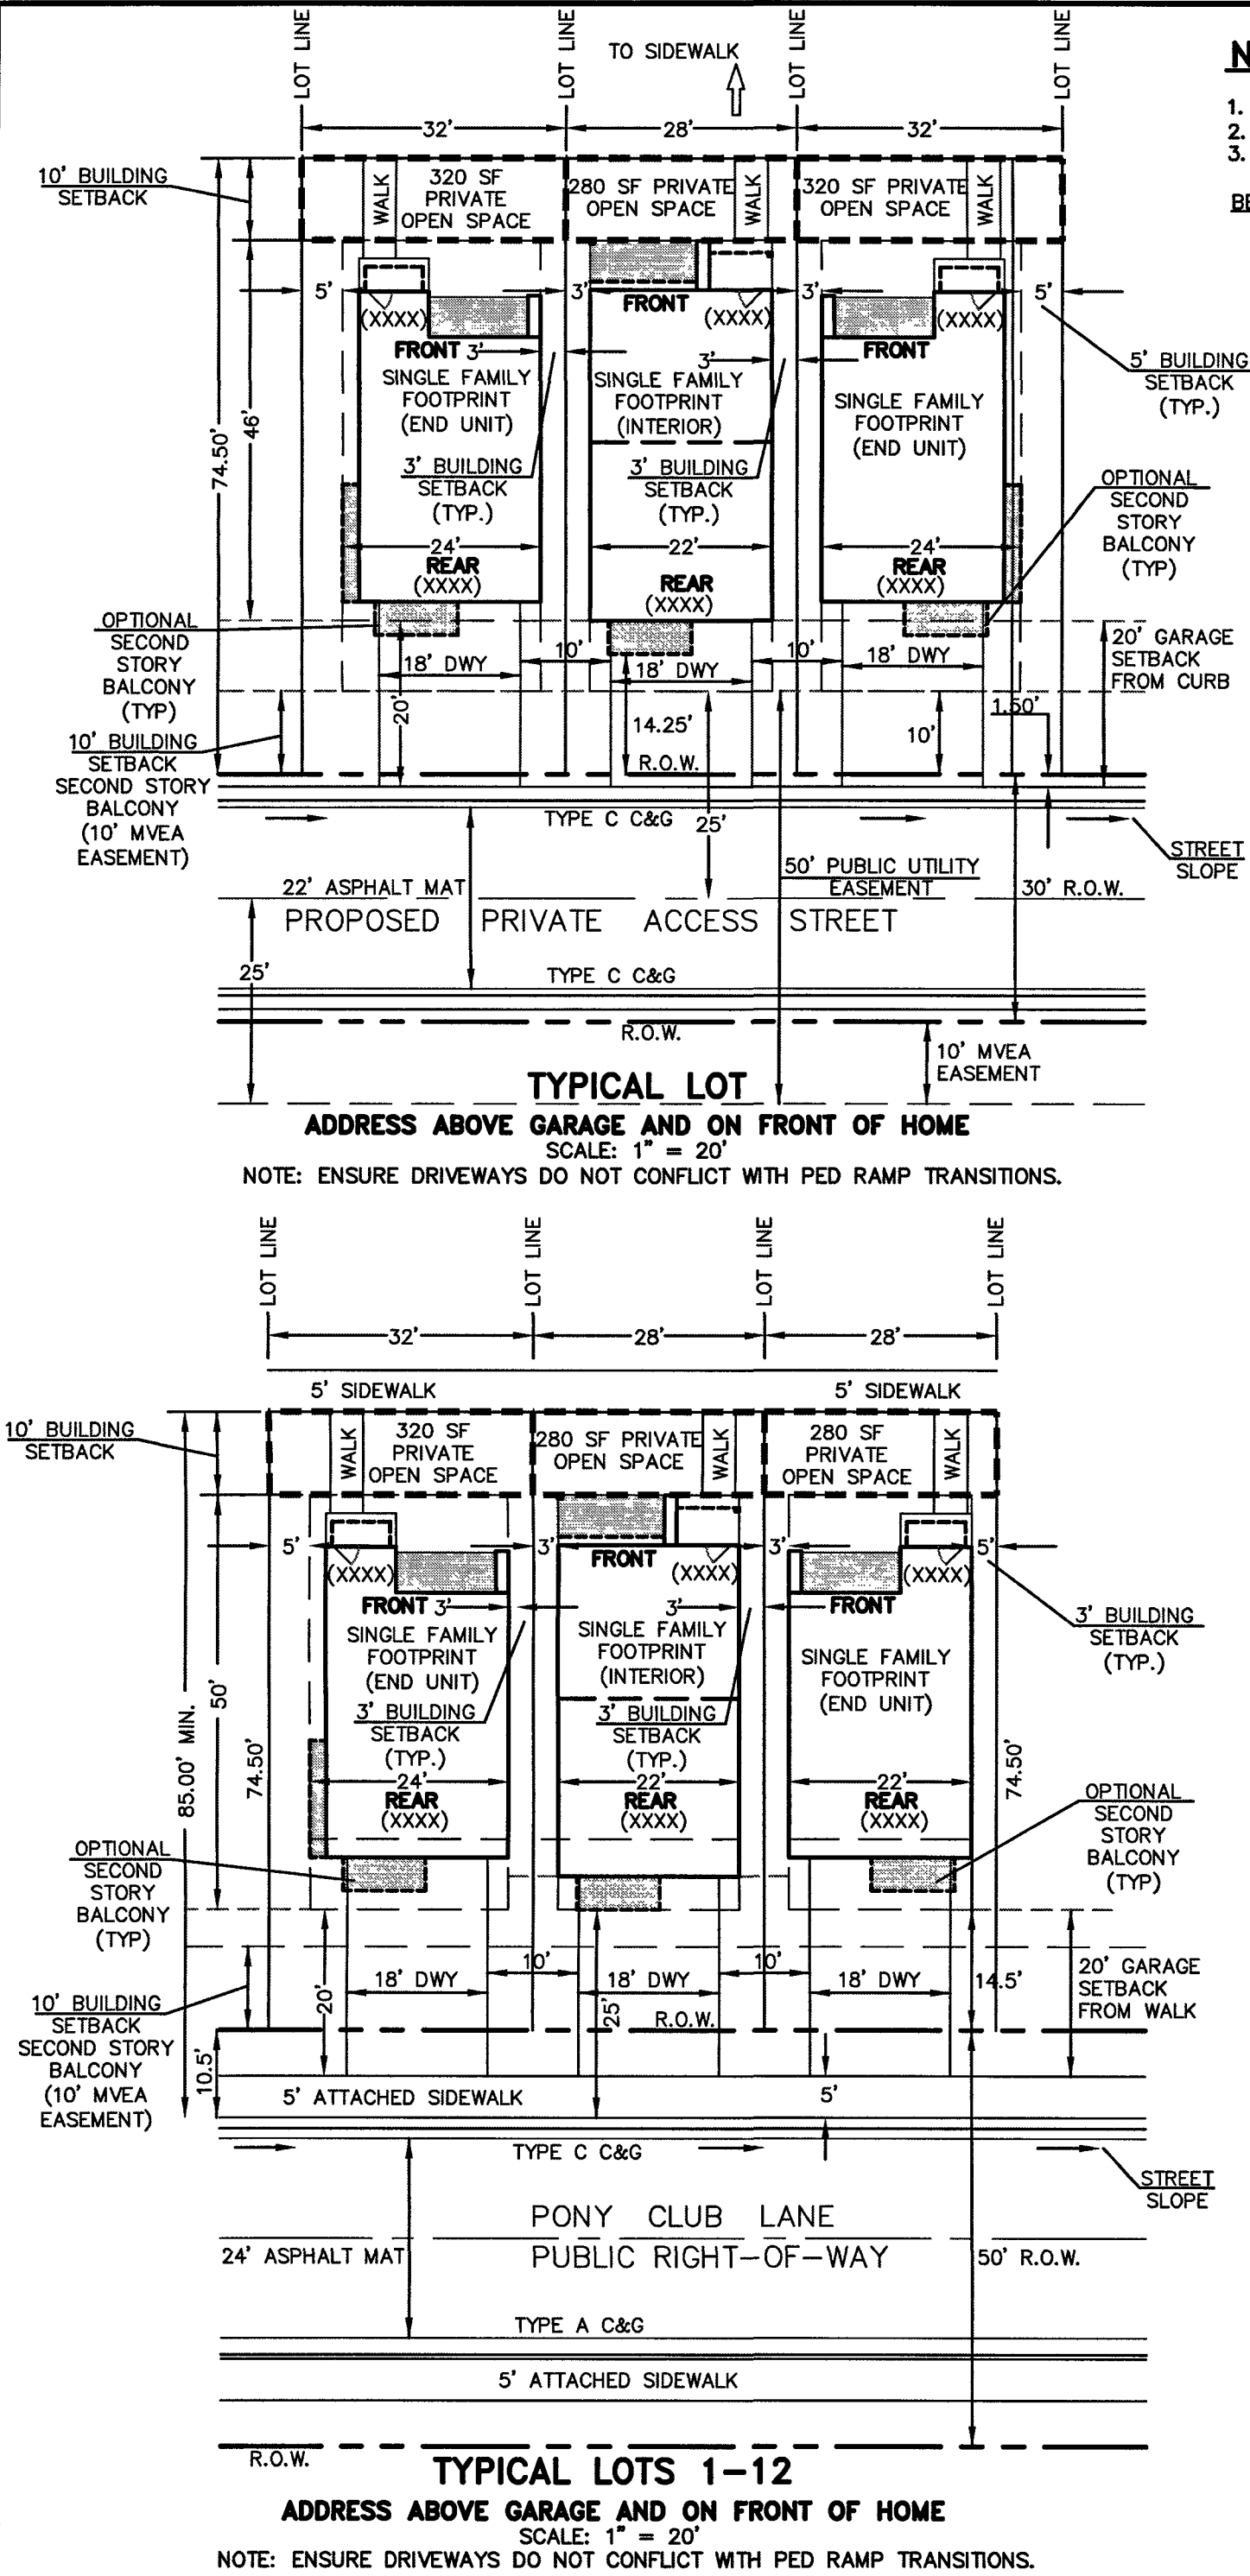 LOT LINE
LOT LINE
LOT LINE
LOT LINE
TO SIDEWALK
N
1.
2.
3.
BE
32'
28'
32'
10' BUILDING
SETBACK
WALK
320 SF
PRIVATE
OPEN SPACE
280 SF PRIVATE
OPEN SPACE
WALK
320 SF PRIVATE
OPEN SPACE
WALK
5'
3'
3'
5'
(XXXX)
FRONT
(XXXX)
(XXXX)
FRONT
3'
3'
FRONT
5' BUILDING
SETBACK
(TYP.)
SINGLE FAMILY
FOOTPRINT
(END UNIT)
SINGLE FAMILY
FOOTPRINT
(INTERIOR)
SINGLE FAMILY
FOOTPRINT
(END UNIT)
74.50'
46'
3' BUILDING
SETBACK
(TYP.)
3' BUILDING
SETBACK
(TYP.)
OPTIONAL
SECOND
STORY
BALCONY
(TYP)
24'
REAR
(XXXX)
22'
REAR
(XXXX)
24'
REAR
(XXXX)
OPTIONAL
SECOND
STORY
BALCONY
(TYP)
18' DWY
10'
18' DWY
10'
18' DWY
20' GARAGE
SETBACK
FROM CURB
20'
14.25'
10'
1.50'
10' BUILDING
SETBACK
SECOND STORY
BALCONY
(10' MVEA
EASEMENT)
R.O.W.
TYPE C C&G
25'
STREET
SLOPE
50' PUBLIC UTILITY
EASEMENT
22' ASPHALT MAT
30' R.O.W.
PROPOSED PRIVATE ACCESS STREET
25'
TYPE C C&G
R.O.W.
10' MVEA
EASEMENT
TYPICAL LOT
ADDRESS ABOVE GARAGE AND ON FRONT OF HOME
SCALE: 1" = 20'
NOTE: ENSURE DRIVEWAYS DO NOT CONFLICT WITH PED RAMP TRANSITIONS.
LOT LINE
LOT LINE
LOT LINE
LOT LINE
32'
28'
28'
5' SIDEWALK
5' SIDEWALK
10' BUILDING
SETBACK
WALK
320 SF
PRIVATE
OPEN SPACE
280 SF PRIVATE
OPEN SPACE
WALK
280 SF
PRIVATE
OPEN SPACE
WALK
5'
3'
3'
5'
(XXXX)
FRONT
(XXXX)
(XXXX)
FRONT
3'
3'
FRONT
3' BUILDING
SETBACK
(TYP.)
SINGLE FAMILY
FOOTPRINT
(END UNIT)
SINGLE FAMILY
FOOTPRINT
(INTERIOR)
SINGLE FAMILY
FOOTPRINT
(END UNIT)
85.00' MIN.
50'
74.50'
3' BUILDING
SETBACK
(TYP.)
3' BUILDING
SETBACK
(TYP.)
74.50'
24'
REAR
(XXXX)
22'
REAR
(XXXX)
22'
REAR
(XXXX)
OPTIONAL
SECOND
STORY
BALCONY
(TYP)
OPTIONAL
SECOND
STORY
BALCONY
(TYP)
10'
10'
18' DWY
18' DWY
18' DWY
14.5'
20' GARAGE
SETBACK
FROM WALK
20'
25'
10' BUILDING
SETBACK
SECOND STORY
BALCONY
(10' MVEA
EASEMENT)
R.O.W.
10.5'
5' ATTACHED SIDEWALK
5'
TYPE C C&G
STREET
SLOPE
PONY CLUB LANE
24' ASPHALT MAT
PUBLIC RIGHT-OF-WAY
50' R.O.W.
TYPE A C&G
5' ATTACHED SIDEWALK
R.O.W.
TYPICAL LOTS 1-12
ADDRESS ABOVE GARAGE AND ON FRONT OF HOME
SCALE: 1" = 20'
NOTE: ENSURE DRIVEWAYS DO NOT CONFLICT WITH PED RAMP TRANSITIONS.